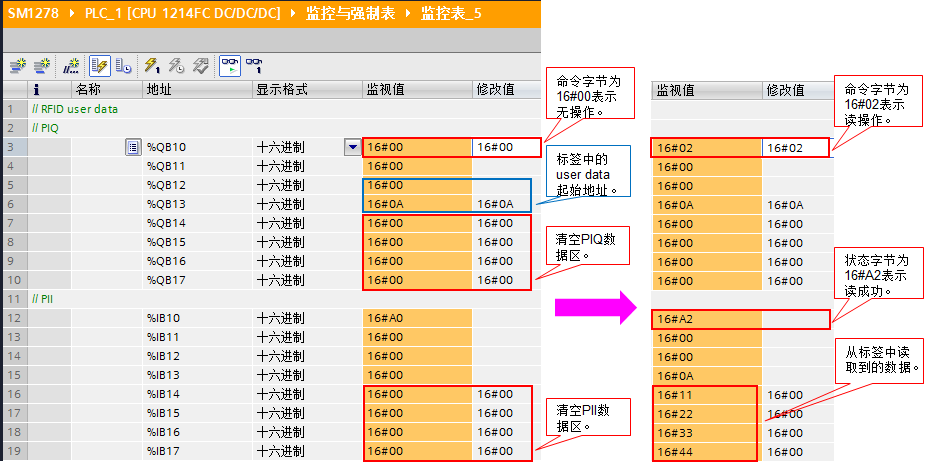 SM1278 ▸ PLC_1 [CPU 1214FC DC/DC/DC] ▸ 监控与强制表 ▸ 监控表_5
i 名称 地址 显示格式 监视值 修改值 监视值 修改值
1 // RFID user data
2 // PIQ
3 %QB10 十六进制 16#00 16#00 16#02 16#02
4 %QB11 十六进制 16#00 16#00
5 %QB12 十六进制 16#00 16#00
6 %QB13 十六进制 16#0A 16#0A 16#0A 16#0A
7 %QB14 十六进制 16#00 16#00 16#00 16#00
8 %QB15 十六进制 16#00 16#00 16#00 16#00
9 %QB16 十六进制 16#00 16#00 16#00 16#00
10 %QB17 十六进制 16#00 16#00 16#00 16#00
11 // PII
12 %IB10 十六进制 16#A0 16#A2
13 %IB11 十六进制 16#00 16#00
14 %IB12 十六进制 16#00 16#00
15 %IB13 十六进制 16#00 16#0A
16 %IB14 十六进制 16#00 16#00 16#11 16#00
17 %IB15 十六进制 16#00 16#00 16#22 16#00
18 %IB16 十六进制 16#00 16#00 16#33 16#00
19 %IB17 十六进制 16#00 16#00 16#44 16#00
命令字节为
16#00表示
无操作。
标签中的
user data
起始地址。
清空PIQ数
据区。
清空PII数
据区。
命令字节为
16#02表示
读操作。
状态字节为
16#A2表示
读成功。
从标签中读
取到的数据。